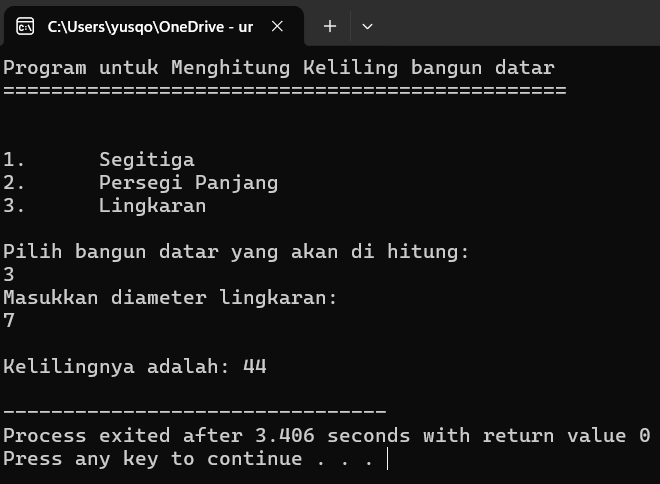 C:\Users\yusqo\OneDrive - ur
Program untuk Menghitung Keliling bangun datar
===============================================
1. Segitiga
2. Persegi Panjang
3. Lingkaran
Pilih bangun datar yang akan di hitung:
3
Masukkan diameter lingkaran:
7
Kelilingnya adalah: 44
--------------------------------
Process exited after 3.406 seconds with return value 0
Press any key to continue . . .